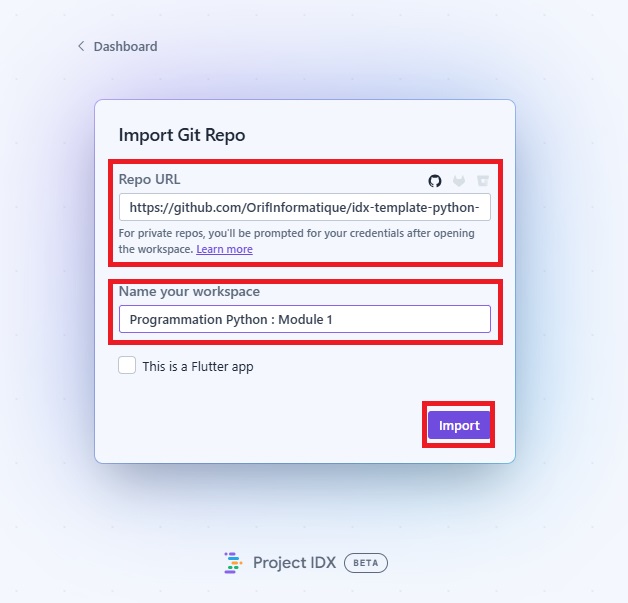 Dashboard
Import Git Repo
Repo URL
https://github.com/OrifInformatique/idx-template-python-
For private repos, you'll be prompted for your credentials after opening
the workspace. Learn more
Name your workspace
Programmation Python : Module 1
This is a Flutter app
Import
Project IDX BETA